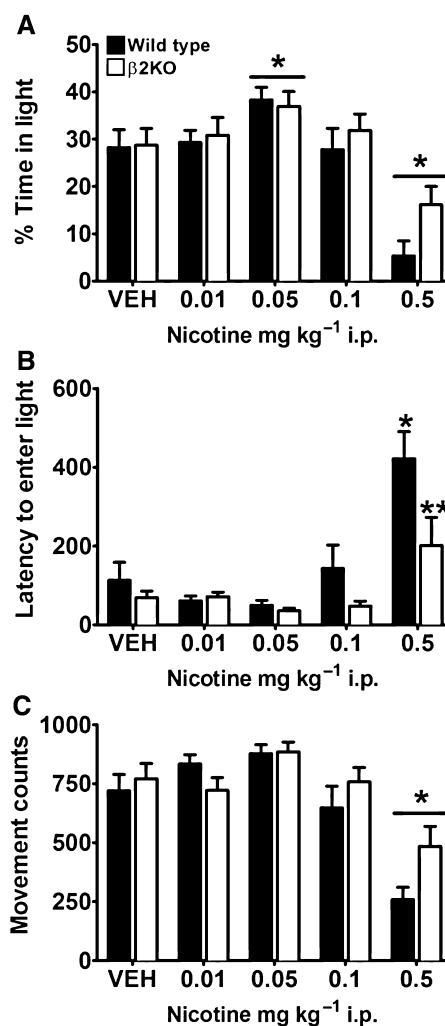 A
Wild type
β2KO
50
40
30
20
10
0
% Time in light
*
*
VEH 0.01 0.05 0.1 0.5
Nicotine mg kg⁻¹ i.p.
B
600
400
200
0
Latency to enter light
*
**
VEH 0.01 0.05 0.1 0.5
Nicotine mg kg⁻¹ i.p.
C
1000
750
500
250
0
Movement counts
*
VEH 0.01 0.05 0.1 0.5
Nicotine mg kg⁻¹ i.p.